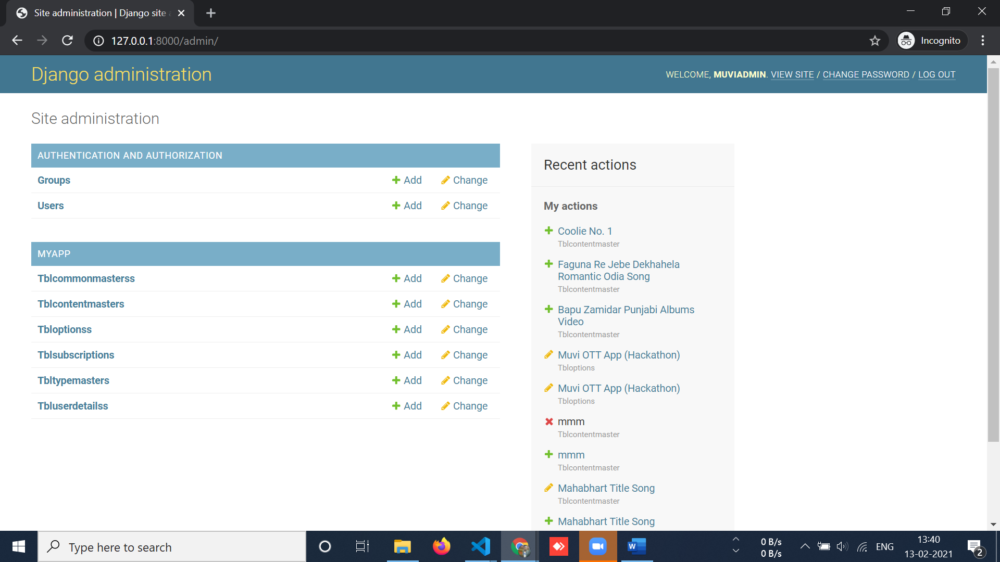 Site administration | Django site
127.0.0.1:8000/admin/
Incognito
Django administration
WELCOME, MUVIADMIN. VIEW SITE / CHANGE PASSWORD / LOG OUT
Site administration
AUTHENTICATION AND AUTHORIZATION
Groups Add Change
Users Add Change
MYAPP
Tblcommonmasterss Add Change
Tblcontentmasters Add Change
Tbloptionss Add Change
Tblsubscriptions Add Change
Tbltypemasters Add Change
Tbluserdetailss Add Change
Recent actions
My actions
Coolie No. 1
Tblcontentmaster
Faguna Re Jebe Dekhahela
Romantic Odia Song
Tblcontentmaster
Bapu Zamidar Punjabi Albums
Video
Tblcontentmaster
Muvi OTT App (Hackathon)
Tbloptions
Muvi OTT App (Hackathon)
Tbloptions
mmm
Tblcontentmaster
mmm
Tblcontentmaster
Mahabhart Title Song
Tblcontentmaster
Mahabhart Title Song
Type here to search
W
0 B/s
0 B/s
ENG
13:40
13-02-2021
2